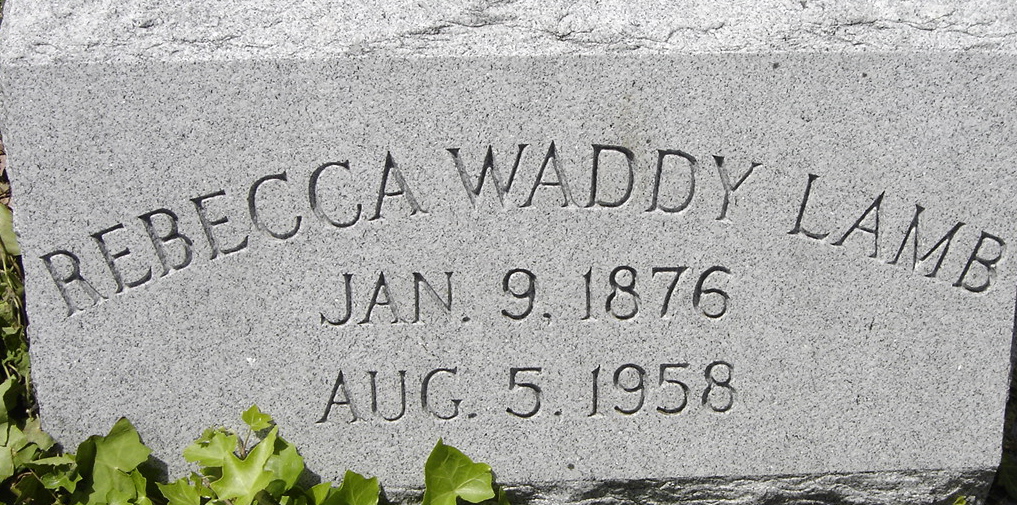 REBECCA WADDY LAMB
JAN. 9. 1876
AUG. 5. 1958